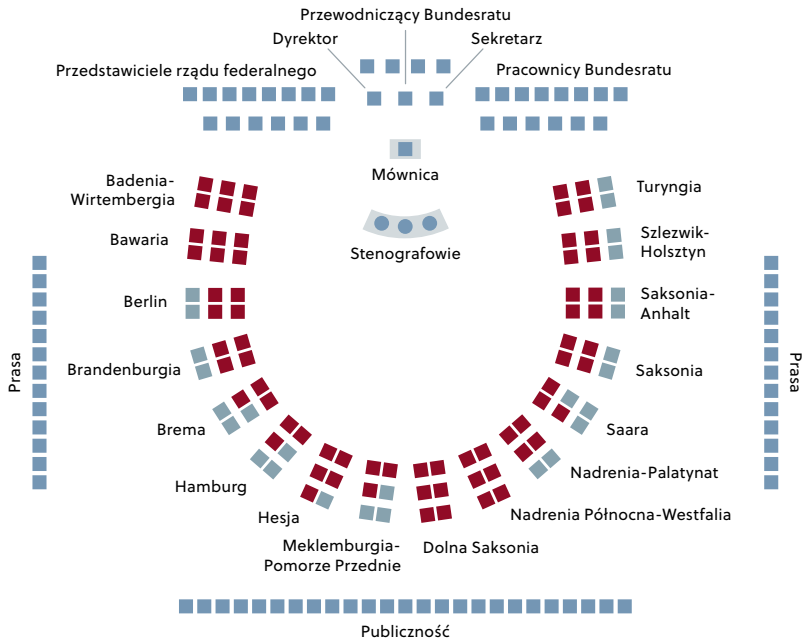 Przewodniczący Bundesratu
Dyrektor
Sekretarz
Przedstawiciele rządu federalnego
Pracownicy Bundesratu
Mównica
Stenografowie
Badenia-
Wirtembergia
Bawaria
Berlin
Brandenburgia
Brema
Hamburg
Hesja
Meklemburgia-
Pomorze Przednie
Dolna Saksonia
Nadrenia Północna-Westfalia
Nadrenia-Palatynat
Saara
Saksonia
Saksonia-
Anhalt
Szlezwik-
Holsztyn
Turyngia
Prasa
Prasa
Publiczność